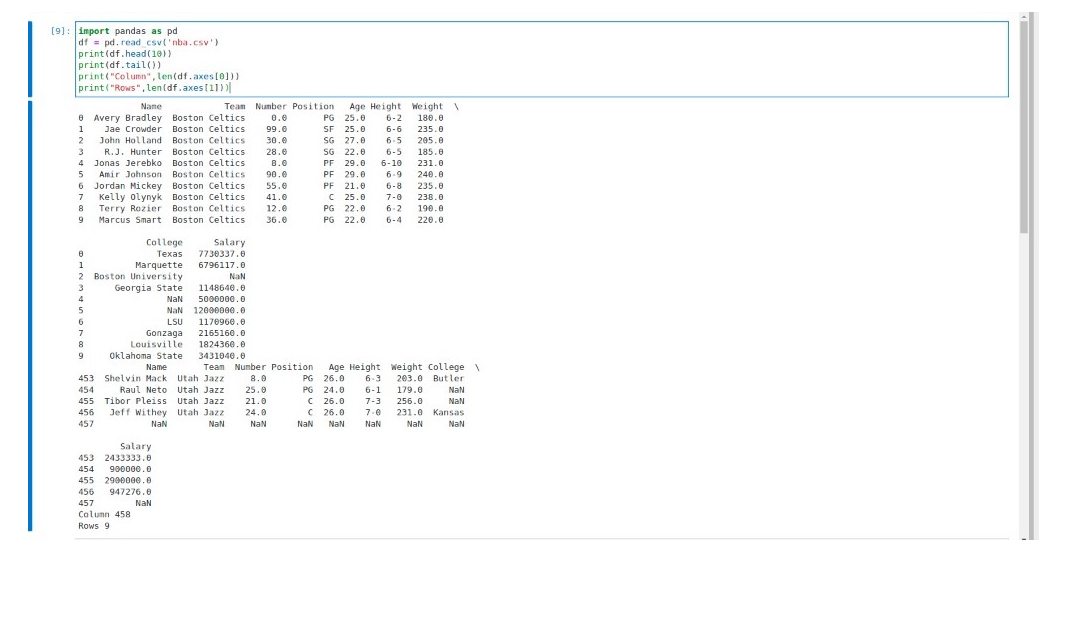 [9]: import pandas as pd
df = pd.read_csv('nba.csv')
print(df.head(10))
print(df.tail())
print("Column",len(df.axes[0]))
print("Rows",len(df.axes[1]))
Name Team Number Position Age Height Weight \
0 Avery Bradley Boston Celtics 0.0 PG 25.0 6-2 180.0
1 Jae Crowder Boston Celtics 99.0 SF 25.0 6-6 235.0
2 John Holland Boston Celtics 30.0 SG 27.0 6-5 205.0
3 R.J. Hunter Boston Celtics 28.0 SG 22.0 6-5 185.0
4 Jonas Jerebko Boston Celtics 8.0 PF 29.0 6-10 231.0
5 Amir Johnson Boston Celtics 90.0 PF 29.0 6-9 240.0
6 Jordan Mickey Boston Celtics 55.0 PF 21.0 6-8 235.0
7 Kelly Olynyk Boston Celtics 41.0 C 25.0 7-0 238.0
8 Terry Rozier Boston Celtics 12.0 PG 22.0 6-2 190.0
9 Marcus Smart Boston Celtics 36.0 PG 22.0 6-4 220.0
College Salary
0 Texas 7730337.0
1 Marquette 6796117.0
2 Boston University NaN
3 Georgia State 1148640.0
4 NaN 5000000.0
5 NaN 12000000.0
6 LSU 1170960.0
7 Gonzaga 2165160.0
8 Louisville 1824360.0
9 Oklahoma State 3431040.0
Name Team Number Position Age Height Weight College \
453 Shelvin Mack Utah Jazz 8.0 PG 26.0 6-3 203.0 Butler
454 Raul Neto Utah Jazz 25.0 PG 24.0 6-1 179.0 NaN
455 Tibor Pleiss Utah Jazz 21.0 C 26.0 7-3 256.0 NaN
456 Jeff Withey Utah Jazz 24.0 C 26.0 7-0 231.0 Kansas
457 NaN NaN NaN NaN NaN NaN NaN NaN
Salary
453 2433333.0
454 900000.0
455 2900000.0
456 947276.0
457 NaN
Column 458
Rows 9